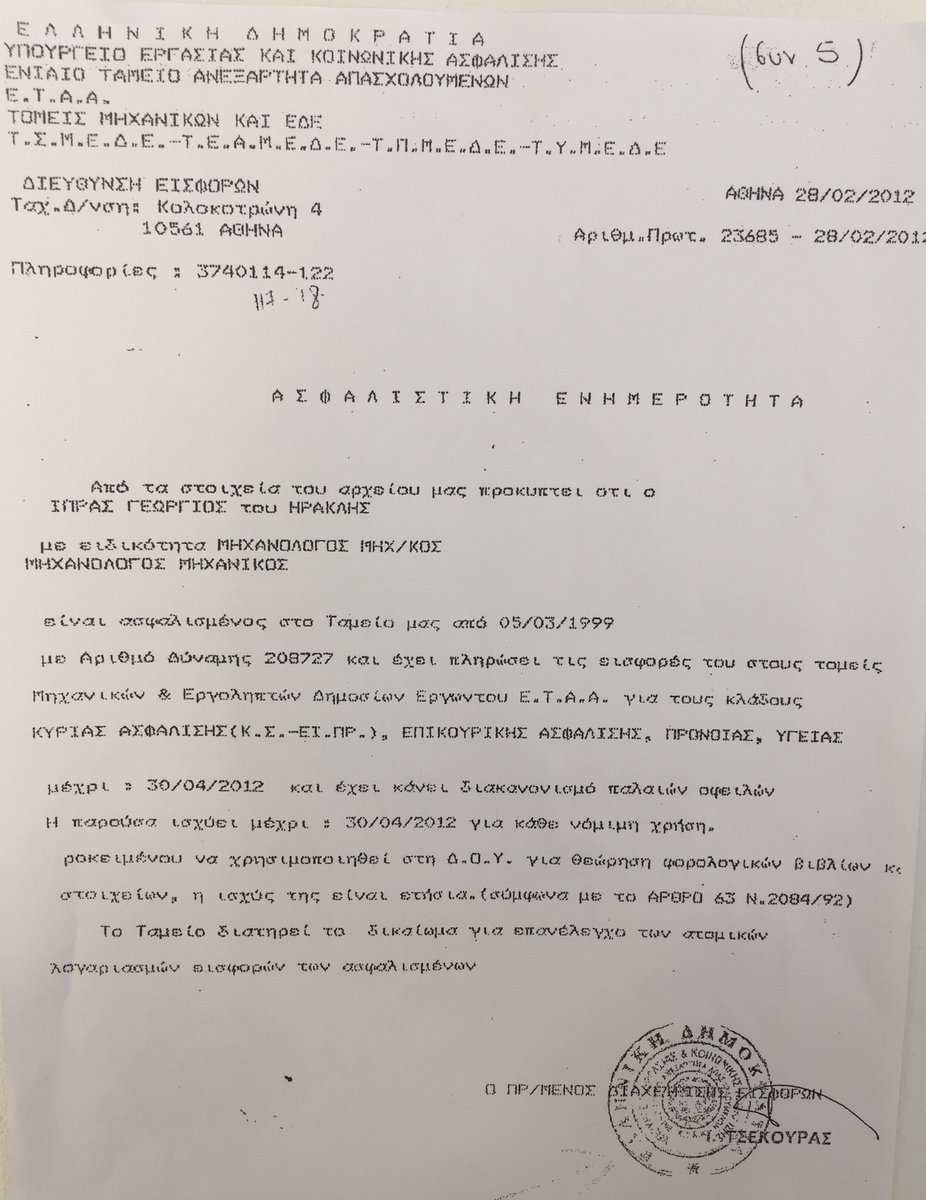 Ε Λ Λ Η Ν Ι Κ Η  Δ Η Μ Ο Κ Ρ Α Τ Ι Α
ΥΠΟΥΡΓΕΙΟ ΕΡΓΑΣΙΑΣ ΚΑΙ ΚΟΙΝΩΝΙΚΗΣ ΑΣΦΑΛΙΣΗΣ
ΕΝΙΑΙΟ ΤΑΜΕΙΟ ΑΝΕΞΑΡΤΗΤΑ ΑΠΑΣΧΟΛΟΥΜΕΝΩΝ
Ε.Τ.Α.Α.
ΤΟΜΕΙΣ ΜΗΧΑΝΙΚΩΝ ΚΑΙ ΕΔΕ
Τ.Σ.Μ.Ε.Δ.Ε.-Τ.Ε.Α.Μ.Ε.Δ.Ε.-Τ.Π.Μ.Ε.Δ.Ε.-Τ.Υ.Μ.Ε.Δ.Ε
(συν 5)
ΔΙΕΥΘΥΝΣΗ ΕΙΣΦΟΡΩΝ
Ταχ.Δ/νση: Κολοκοτρώνη 4
10561 ΑΘΗΝΑ
ΑΘΗΝΑ 28/02/2012
Αριθμ.Πρωτ. 23685 - 28/02/2012
Πληροφορίες : 3740114-122
117-18
Α Σ Φ Α Λ Ι Σ Τ Ι Κ Η  Ε Ν Η Μ Ε Ρ Ο Τ Η Τ Α
Από τα στοιχεία του αρχείου μας προκυπτει οτι ο
ΙΠΡΑΣ ΓΕΩΡΓΙΟΣ του ΗΡΑΚΛΗΣ
με ειδικότητα ΜΗΧΑΝΟΛΟΓΟΣ ΜΗΧ/ΚΟΣ
ΜΗΧΑΝΟΛΟΓΟΣ ΜΗΧΑΝΙΚΟΣ
είναι ασφαλισμένος στο Ταμείο μας από 05/03/1999
με Αριθμό Δύναμης 208727 και έχει πληρώσει τις εισφορές του στους τομείς
Μηχανικών & Εργοληπτών Δημοσίων Εργωντου Ε.Τ.Α.Α. για τους κλάδους
ΚΥΡΙΑΣ ΑΣΦΑΛΙΣΗΣ(Κ.Σ.-ΕΙ.ΠΡ.), ΕΠΙΚΟΥΡΙΚΗΣ ΑΣΦΑΛΙΣΗΣ, ΠΡΟΝΟΙΑΣ, ΥΓΕΙΑΣ
μέχρι : 30/04/2012 και έχει κάνει διακανονισμό παλαιών οφειλών
Η παρούσα ισχύει μέχρι : 30/04/2012 για κάθε νόμιμη χρήση.
ροκειμένου να χρησιμοποιηθεί στη Δ.Ο.Υ. για θεώρηση φορολογικών βιβλίων κα
στοιχείων, η ισχύς της είναι ετήσια.(σύμφωνα με το ΑΡΘΡΟ 63 Ν.2084/92)
Το Ταμείο διατηρεί το δικαίωμα για επανέλεγχο των ατομικών
λογαριασμών εισφορών των ασφαλισμένων
Ο ΠΡ/ΜΕΝΟΣ ΔΙΑΧΕΙΡΙΣΗΣ ΕΙΣΦΟΡΩΝ
ΤΣΕΚΟΥΡΑΣ